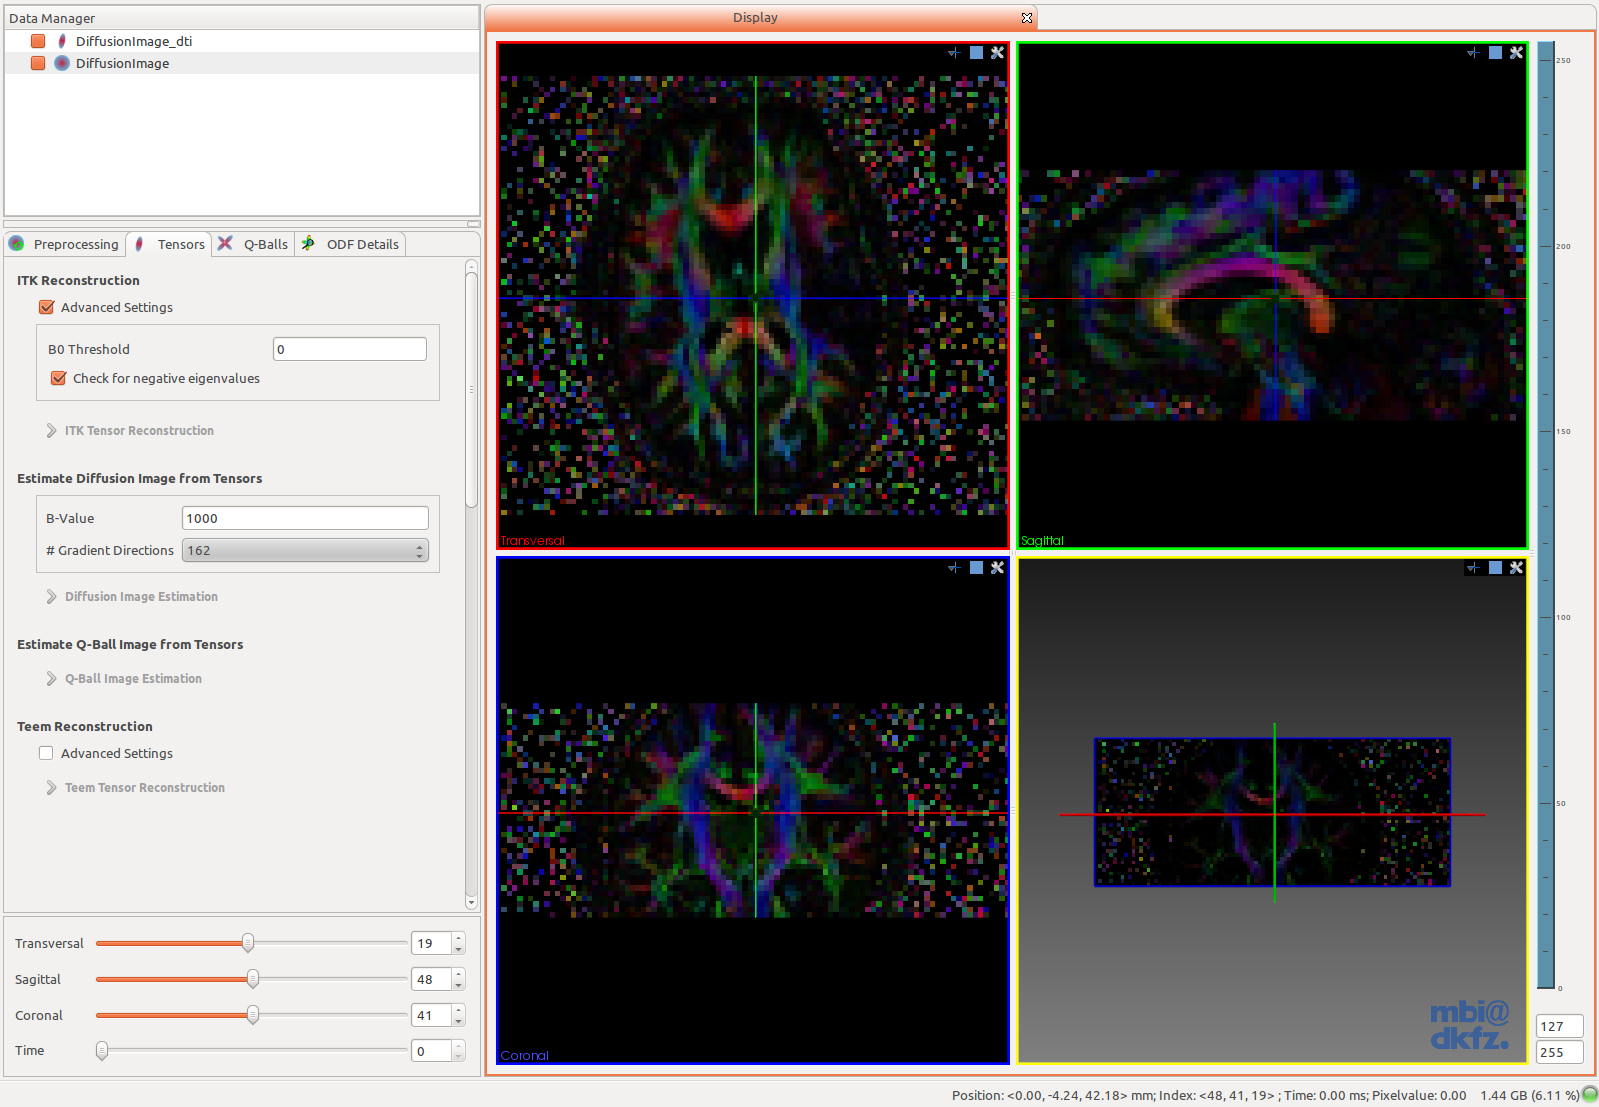 Data Manager
DiffusionImage_dti
DiffusionImage
Preprocessing Tensors Q-Balls ODF Details
ITK Reconstruction
Advanced Settings
B0 Threshold 0
Check for negative eigenvalues
ITK Tensor Reconstruction
Estimate Diffusion Image from Tensors
B-Value 1000
# Gradient Directions 162
Diffusion Image Estimation
Estimate Q-Ball Image from Tensors
Q-Ball Image Estimation
Teem Reconstruction
Advanced Settings
Teem Tensor Reconstruction
Transversal 19
Sagittal 48
Coronal 41
Time 0
Display
Transversal
Sagittal
Coronal
mbi@
dkfz.
250
200
150
100
50
0
127
255
Position: <0.00, -4.24, 42.18> mm; Index: <48, 41, 19> ; Time: 0.00 ms; Pixelvalue: 0.00 1.44 GB (6.11 %)